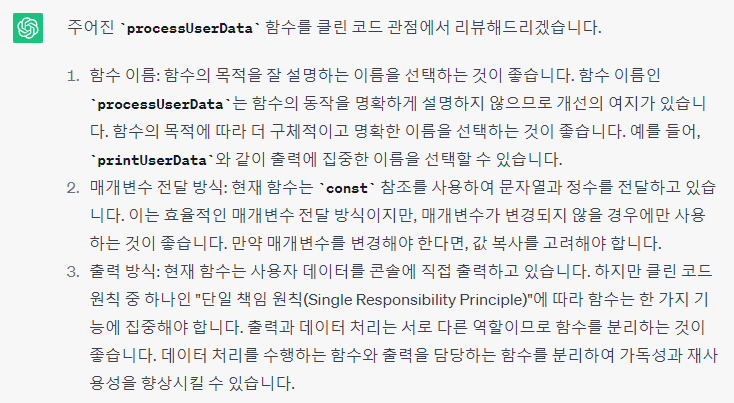 주어진 `processUserData` 함수를 클린 코드 관점에서 리뷰해드리겠습니다.
1. 함수 이름: 함수의 목적을 잘 설명하는 이름을 선택하는 것이 좋습니다. 함수 이름인
`processUserData`는 함수의 동작을 명확하게 설명하지 않으므로 개선의 여지가 있습니
다. 함수의 목적에 따라 더 구체적이고 명확한 이름을 선택하는 것이 좋습니다. 예를 들어,
`printUserData`와 같이 출력에 집중한 이름을 선택할 수 있습니다.
2. 매개변수 전달 방식: 현재 함수는 `const` 참조를 사용하여 문자열과 정수를 전달하고 있습
니다. 이는 효율적인 매개변수 전달 방식이지만, 매개변수가 변경되지 않을 경우에만 사용
하는 것이 좋습니다. 만약 매개변수를 변경해야 한다면, 값 복사를 고려해야 합니다.
3. 출력 방식: 현재 함수는 사용자 데이터를 콘솔에 직접 출력하고 있습니다. 하지만 클린 코드
원칙 중 하나인 "단일 책임 원칙(Single Responsibility Principle)"에 따라 함수는 한 가지 기
능에 집중해야 합니다. 출력과 데이터 처리는 서로 다른 역할이므로 함수를 분리하는 것이
좋습니다. 데이터 처리를 수행하는 함수와 출력을 담당하는 함수를 분리하여 가독성과 재사
용성을 향상시킬 수 있습니다.